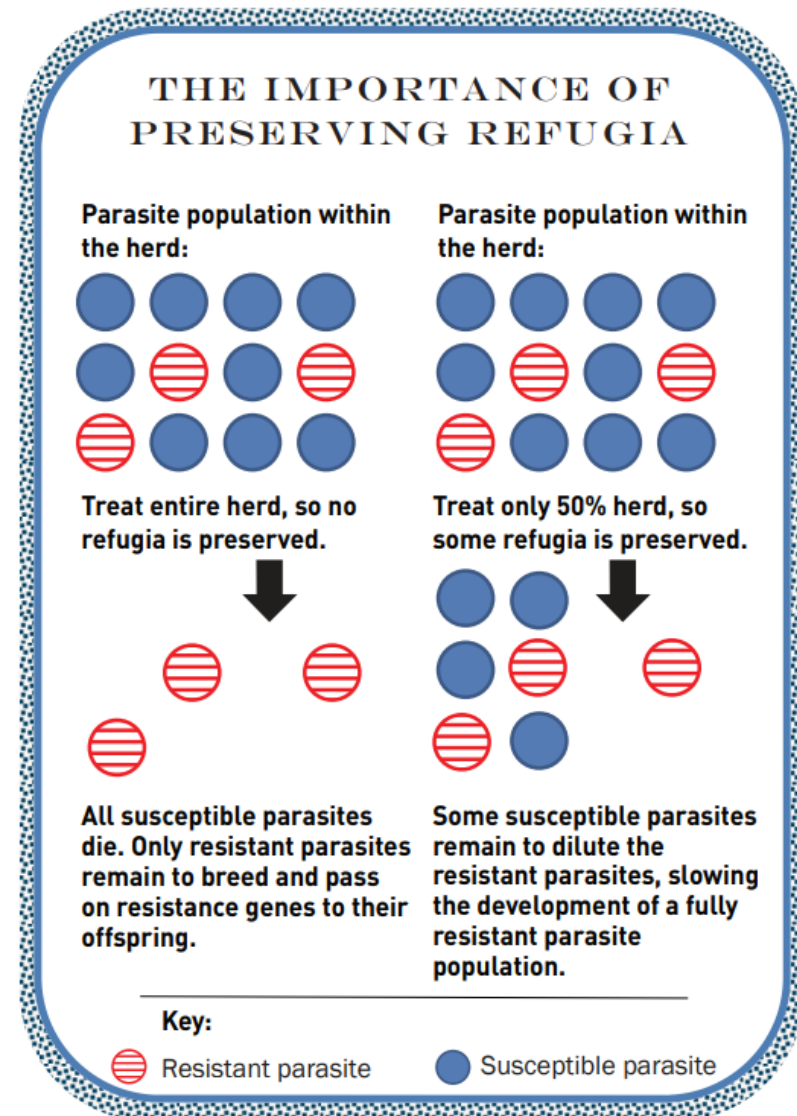 THE IMPORTANCE OF
PRESERVING REFUGIA
Parasite population within
the herd:
Treat entire herd, so no
refugia is preserved.
All susceptible parasites
die. Only resistant parasites
remain to breed and pass
on resistance genes to their
offspring.
Parasite population within
the herd:
Treat only 50% herd, so
some refugia is preserved.
Some susceptible parasites
remain to dilute the
resistant parasites, slowing
the development of a fully
resistant parasite
population.
Key:
Resistant parasite
Susceptible parasite